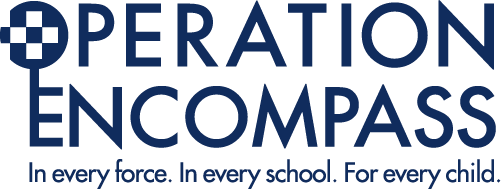 OPERATION
ENCOMPASS
In every force. In every school. For every child.